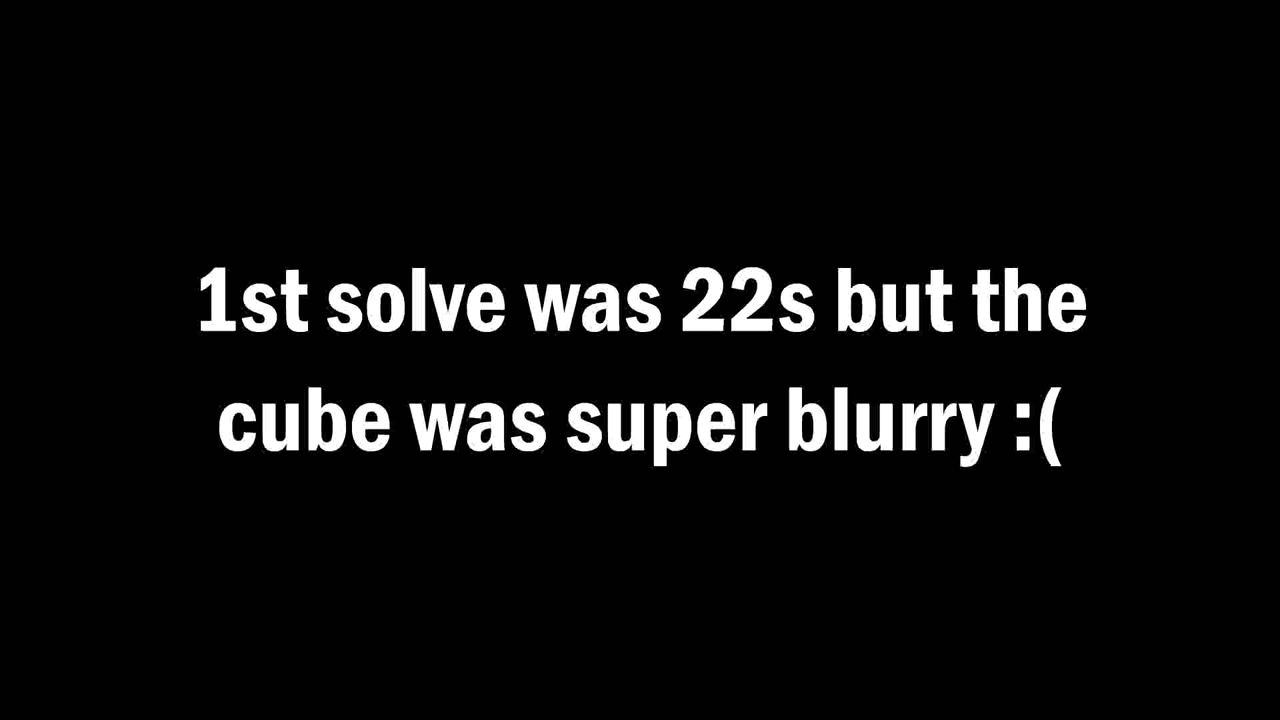 1st solve was 22s but the
cube was super blurry :(